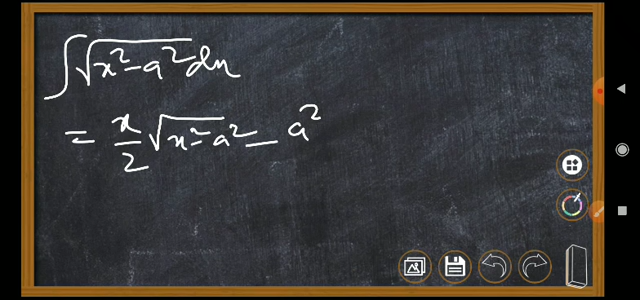 ∫√x²-a² dx
= x/2 √x²-a² - a²